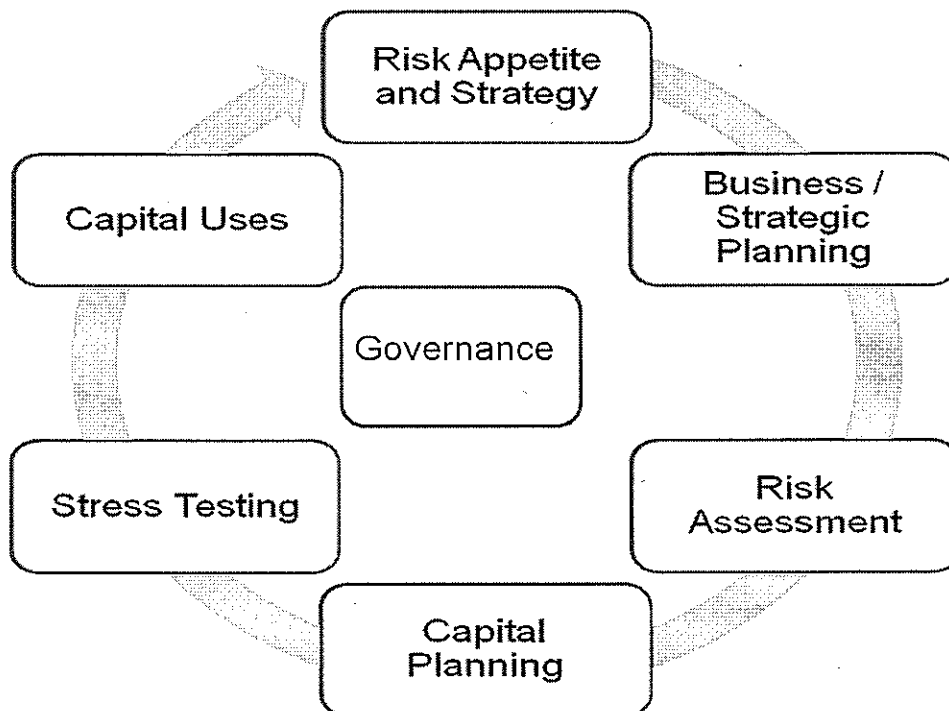 Risk Appetite
and Strategy
Business /
Strategic
Planning
Capital Uses
Governance
Stress Testing
Risk
Assessment
Capital
Planning